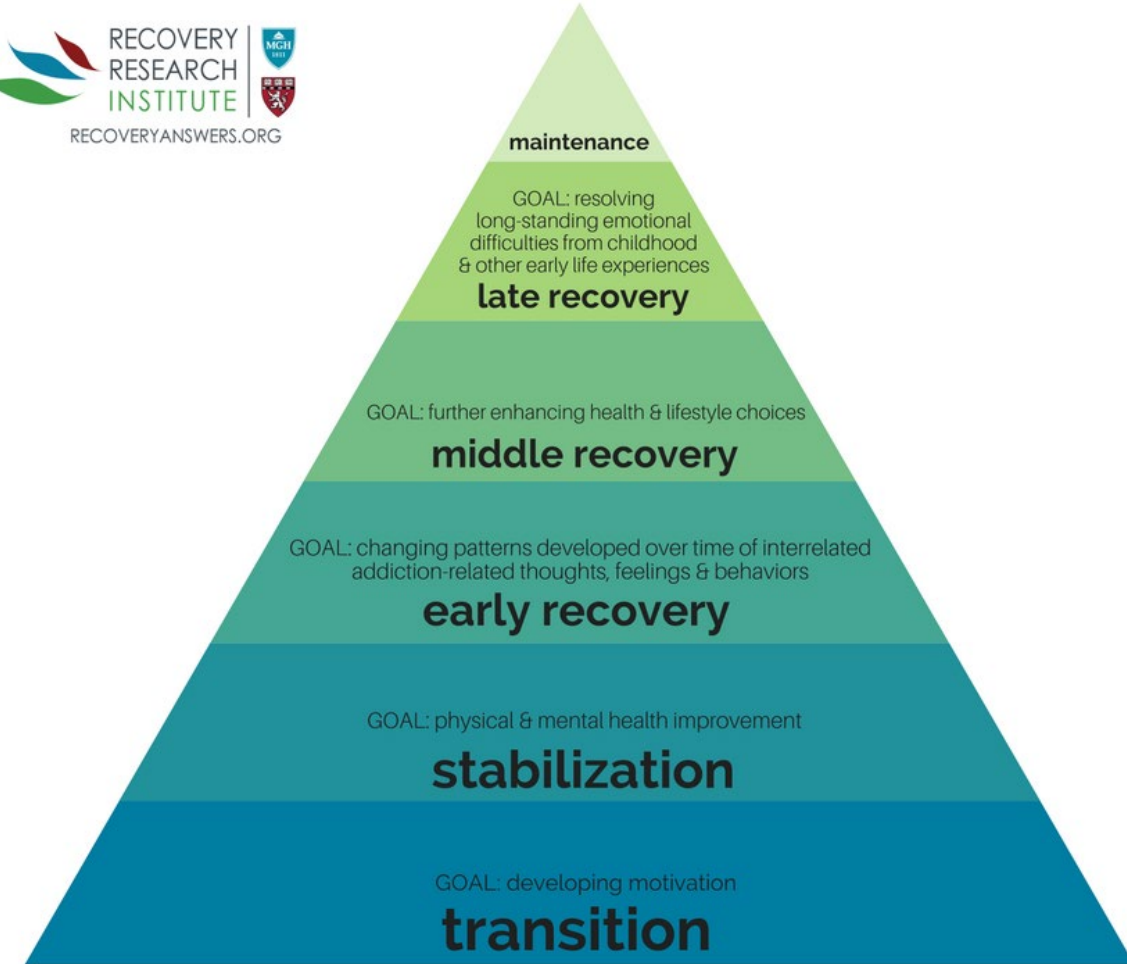 RECOVERY
RESEARCH
INSTITUTE
MGH
1811
RECOVERYANSWERS.ORG
maintenance
GOAL: resolving
long-standing emotional
difficulties from childhood
& other early life experiences
late recovery
GOAL: further enhancing health & lifestyle choices
middle recovery
GOAL: changing patterns developed over time of interrelated
addiction-related thoughts, feelings & behaviors
early recovery
GOAL: physical & mental health improvement
stabilization
GOAL: developing motivation
transition